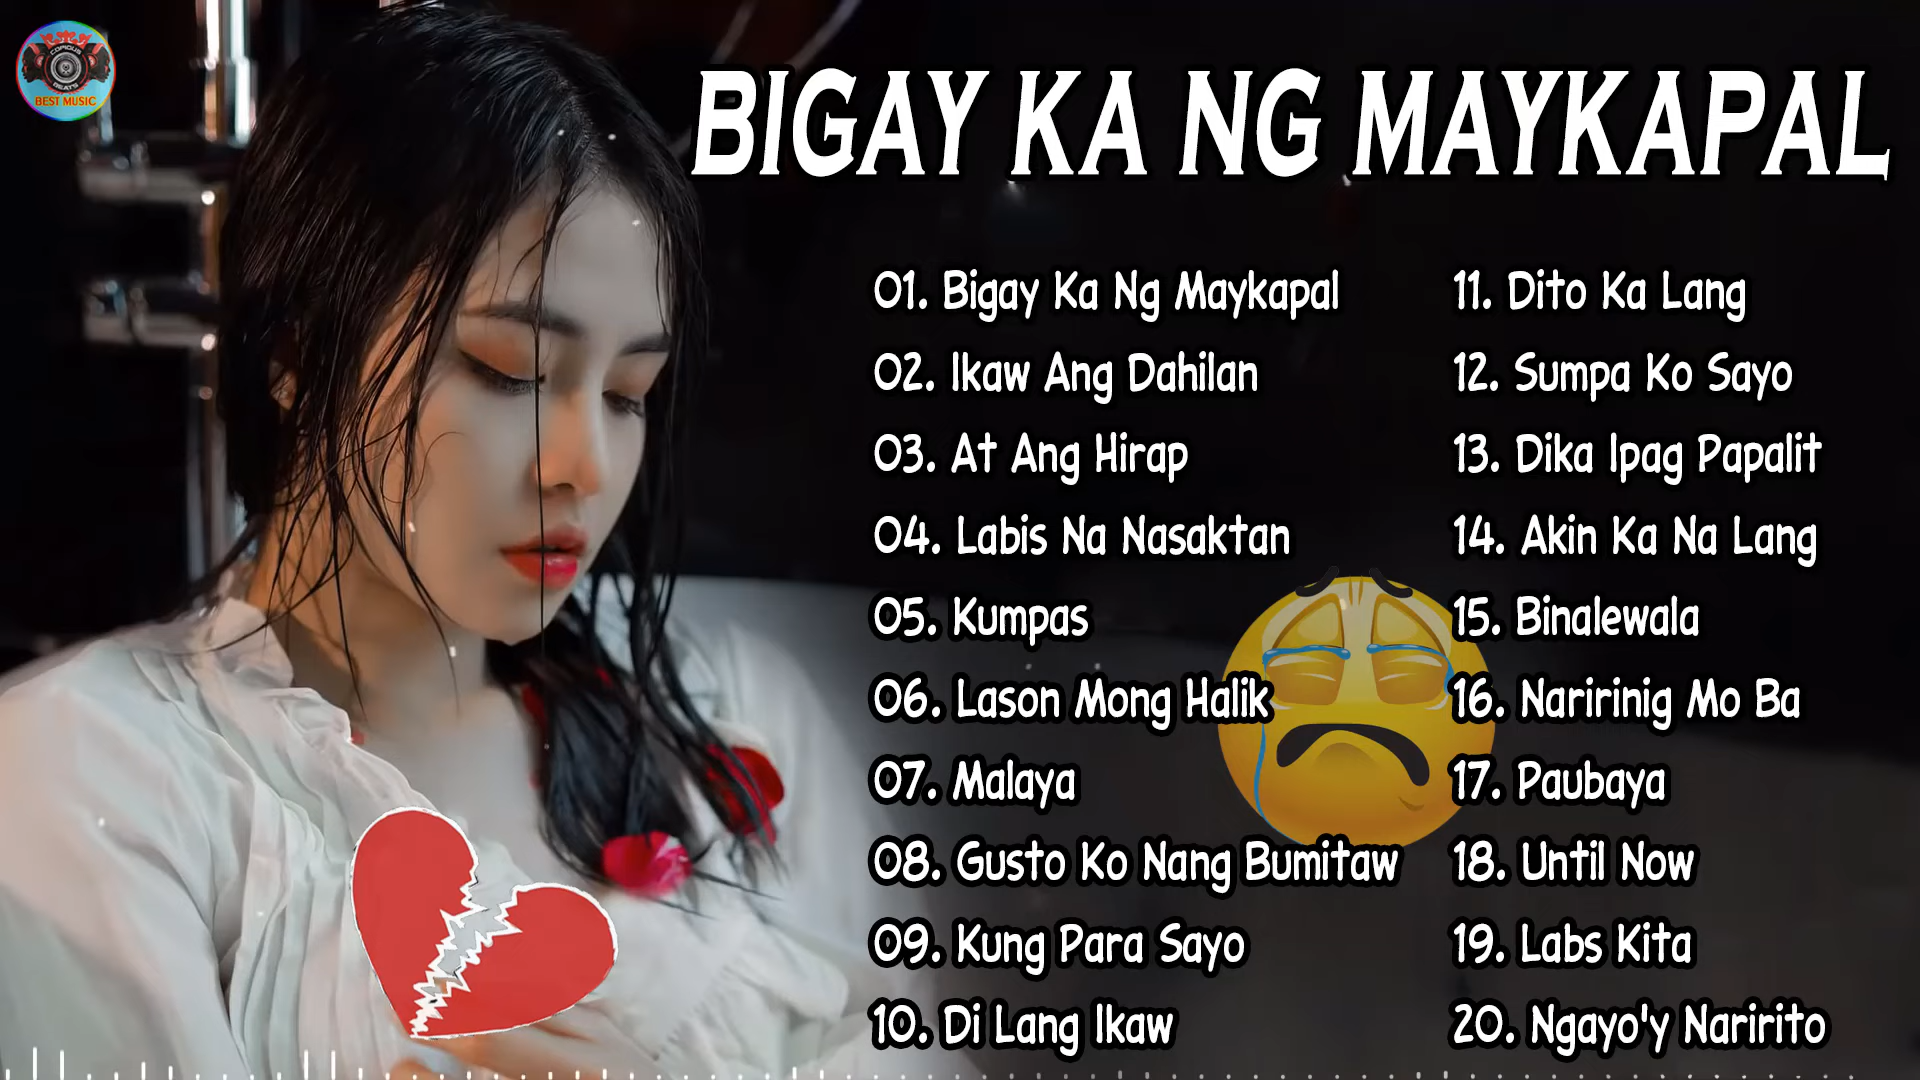 COPIOUS
BEATS
BEST MUSIC
BIGAY KA NG MAYKAPAL
01. Bigay Ka Ng Maykapal
02. Ikaw Ang Dahilan
03. At Ang Hirap
04. Labis Na Nasaktan
05. Kumpas
06. Lason Mong Halik
07. Malaya
08. Gusto Ko Nang Bumitaw
09. Kung Para Sayo
10. Di Lang Ikaw
11. Dito Ka Lang
12. Sumpa Ko Sayo
13. Dika Ipag Papalit
14. Akin Ka Na Lang
15. Binalewala
16. Naririnig Mo Ba
17. Paubaya
18. Until Now
19. Labs Kita
20. Ngayo'y Naririto